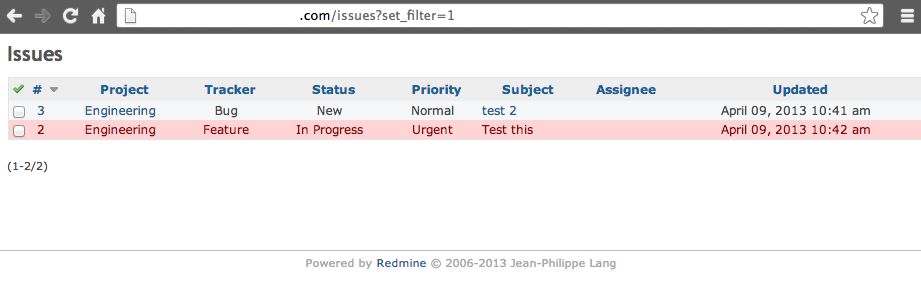 .com/issues?set_filter=1
Issues
# Project Tracker Status Priority Subject Assignee Updated
3 Engineering Bug New Normal test 2 April 09, 2013 10:41 am
2 Engineering Feature In Progress Urgent Test this April 09, 2013 10:42 am
(1-2/2)
Powered by Redmine © 2006-2013 Jean-Philippe Lang